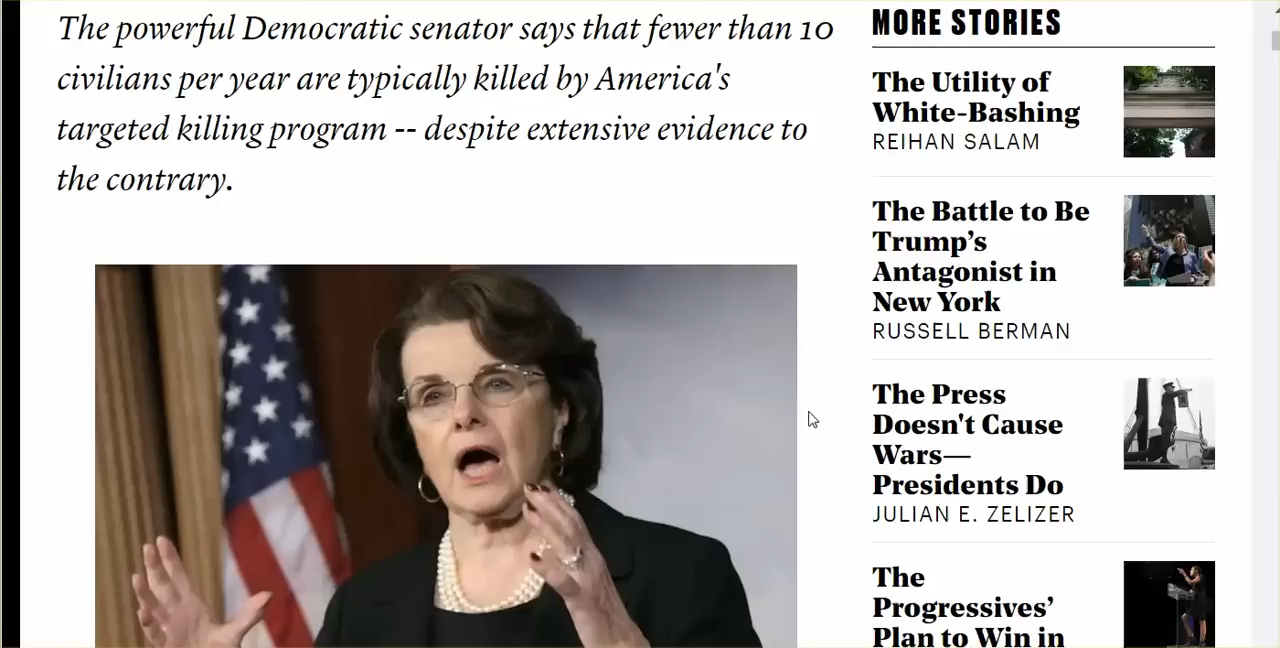 The powerful Democratic senator says that fewer than 10
civilians per year are typically killed by America's
targeted killing program -- despite extensive evidence to
the contrary.
MORE STORIES
The Utility of
White-Bashing
REIHAN SALAM
The Battle to Be
Trump’s
Antagonist in
New York
RUSSELL BERMAN
The Press
Doesn't Cause
Wars—
Presidents Do
JULIAN E. ZELIZER
The
Progressives’
Plan to Win in